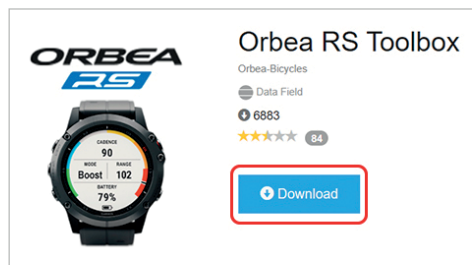 ORBEA
RS
CADENCE
90
MODE
RANGE
Boost
102
BATTERY
79%
Orbea RS Toolbox
Orbea-Bicycles
Data Field
6883
84
Download